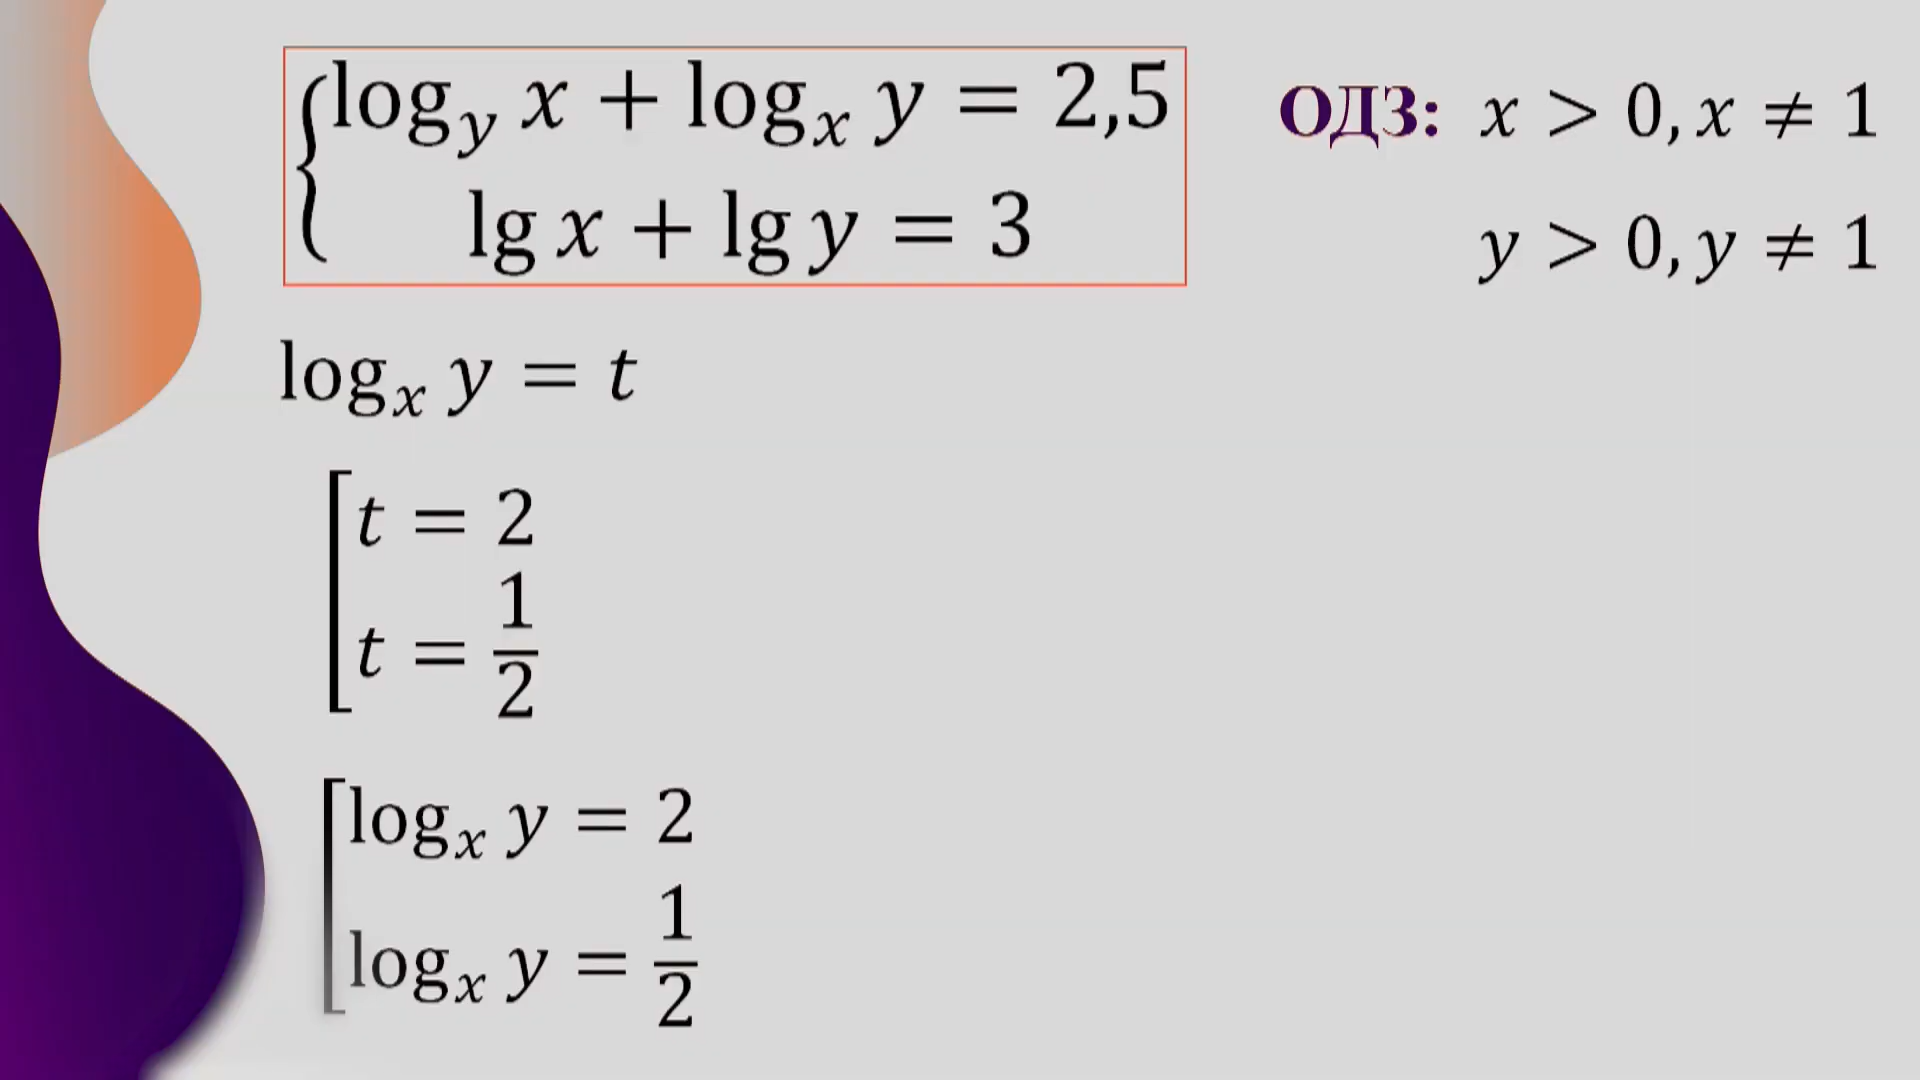 log_y x + log_x y = 2,5
lg x + lg y = 3
ОДЗ: x > 0, x ≠ 1
y > 0, y ≠ 1
log_x y = t
t = 2
t = 1/2
log_x y = 2
log_x y = 1/2